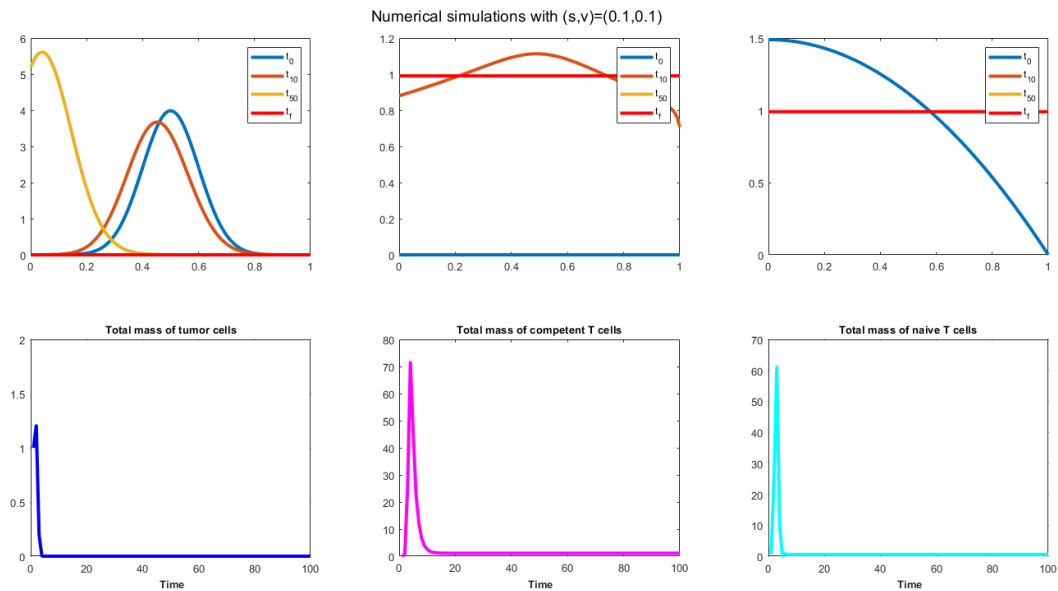 Numerical simulations with (s,v)=(0.1,0.1)
6
5
4
3
2
1
0
0 0.2 0.4 0.6 0.8 1
t0
t10
t50
tf
1.2
1
0.8
0.6
0.4
0.2
0
0 0.2 0.4 0.6 0.8 1
t0
t10
t50
tf
1.5
1
0.5
0
0 0.2 0.4 0.6 0.8 1
t0
t10
t50
tf
Total mass of tumor cells
2
1.5
1
0.5
0
0 20 40 60 80 100
Time
Total mass of competent T cells
80
70
60
50
40
30
20
10
0
0 20 40 60 80 100
Time
Total mass of naive T cells
70
60
50
40
30
20
10
0
0 20 40 60 80 100
Time